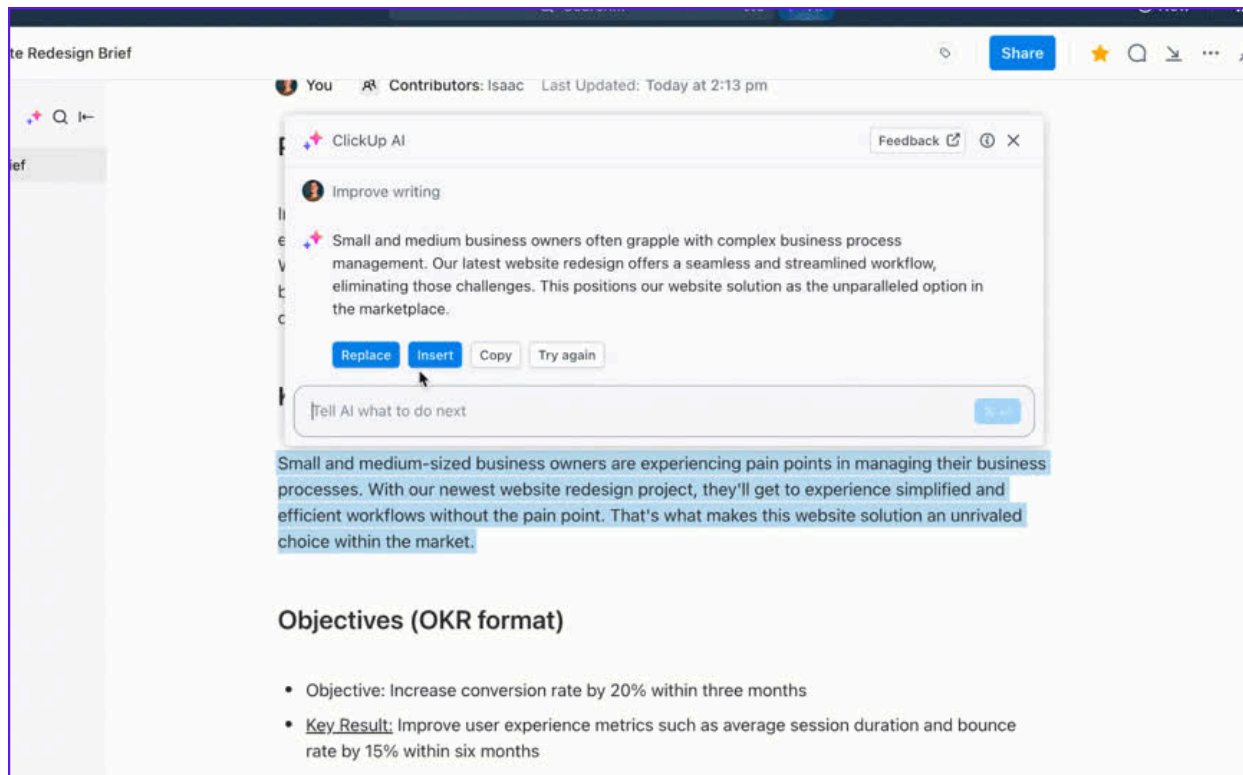 te Redesign Brief
Share
You Contributors: Isaac Last Updated: Today at 2:13 pm
ief
ClickUp AI
Feedback
Improve writing
Small and medium business owners often grapple with complex business process
management. Our latest website redesign offers a seamless and streamlined workflow,
eliminating those challenges. This positions our website solution as the unparalleled option in
the marketplace.
Replace Insert Copy Try again
Tell AI what to do next
Small and medium-sized business owners are experiencing pain points in managing their business
processes. With our newest website redesign project, they'll get to experience simplified and
efficient workflows without the pain point. That's what makes this website solution an unrivaled
choice within the market.
Objectives (OKR format)
• Objective: Increase conversion rate by 20% within three months
• Key Result: Improve user experience metrics such as average session duration and bounce
rate by 15% within six months